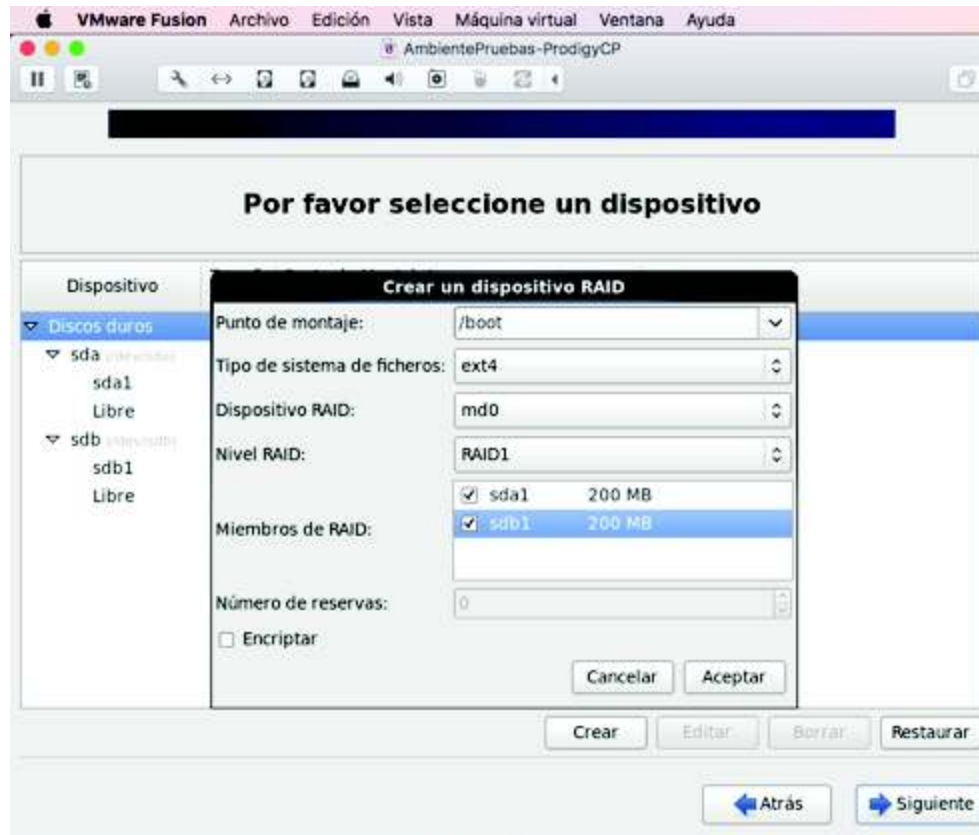 VMware Fusion Archivo Edición Vista Máquina virtual Ventana Ayuda
AmbientePruebas-ProdigyCP
Por favor seleccione un dispositivo
Dispositivo
Crear un dispositivo RAID
Discos duros
Punto de montaje: /boot
sda
Tipo de sistema de ficheros: ext4
sda1
Libre
Dispositivo RAID: md0
sdb
Nivel RAID: RAID1
sdb1
Libre
sda1 200 MB
Miembros de RAID:
sdb1 200 MB
Número de reservas: 0
Encriptar
Cancelar Aceptar
Crear Editar Borrar Restaurar
Atrás Siguiente